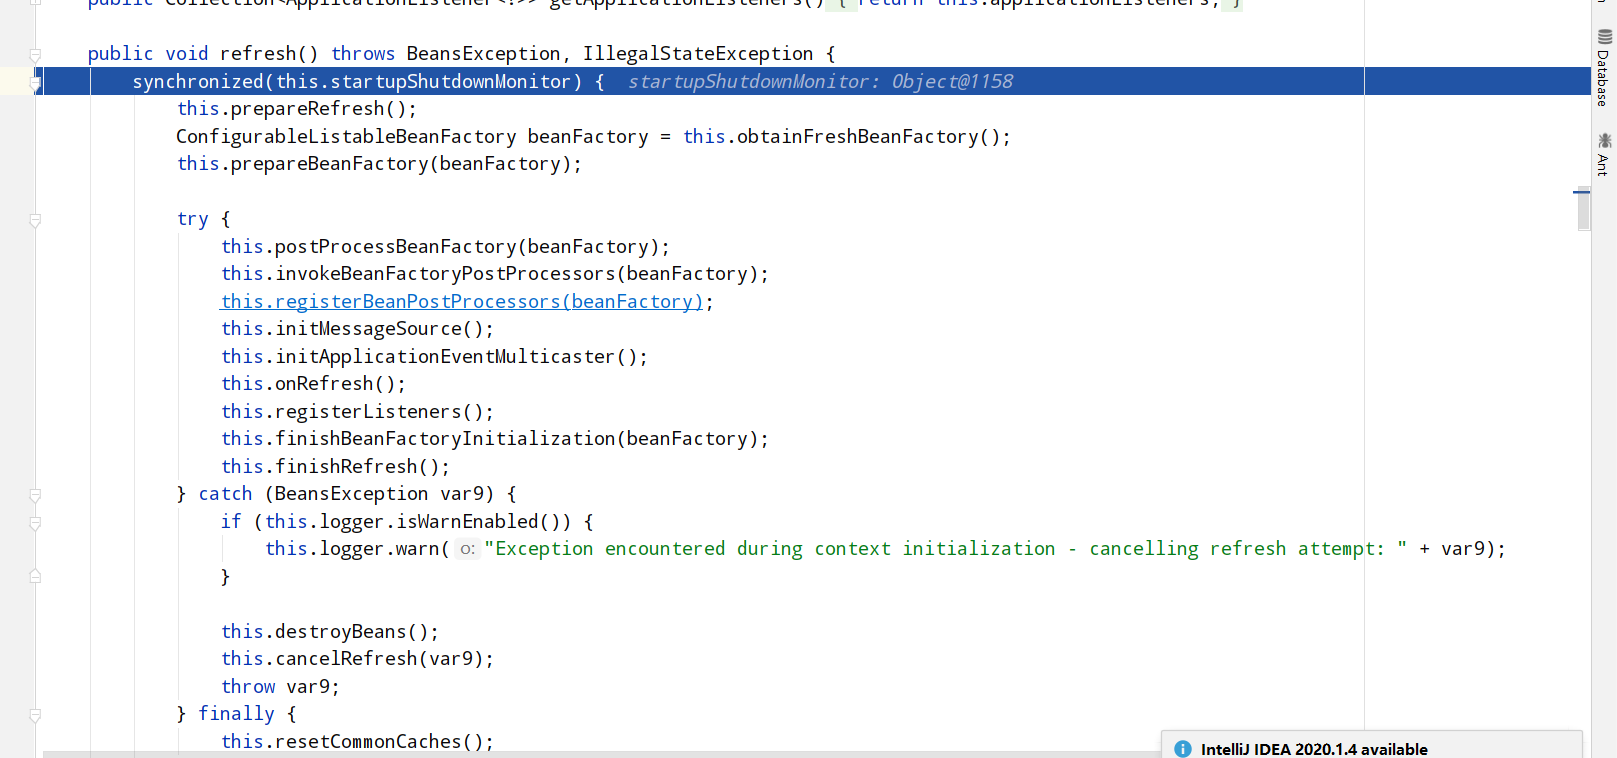 public Collection<ApplicationListener<?>> getApplicationListeners() { return this.applicationListeners; }
public void refresh() throws BeansException, IllegalStateException {
synchronized(this.startupShutdownMonitor) { startupShutdownMonitor: Object@1158
this.prepareRefresh();
ConfigurableListableBeanFactory beanFactory = this.obtainFreshBeanFactory();
this.prepareBeanFactory(beanFactory);
try {
this.postProcessBeanFactory(beanFactory);
this.invokeBeanFactoryPostProcessors(beanFactory);
this.registerBeanPostProcessors(beanFactory);
this.initMessageSource();
this.initApplicationEventMulticaster();
this.onRefresh();
this.registerListeners();
this.finishBeanFactoryInitialization(beanFactory);
this.finishRefresh();
} catch (BeansException var9) {
if (this.logger.isWarnEnabled()) {
this.logger.warn( o: "Exception encountered during context initialization - cancelling refresh attempt: " + var9);
}
this.destroyBeans();
this.cancelRefresh(var9);
throw var9;
} finally {
this.resetCommonCaches();
Database
Ant
IntelliJ IDEA 2020.1.4 available